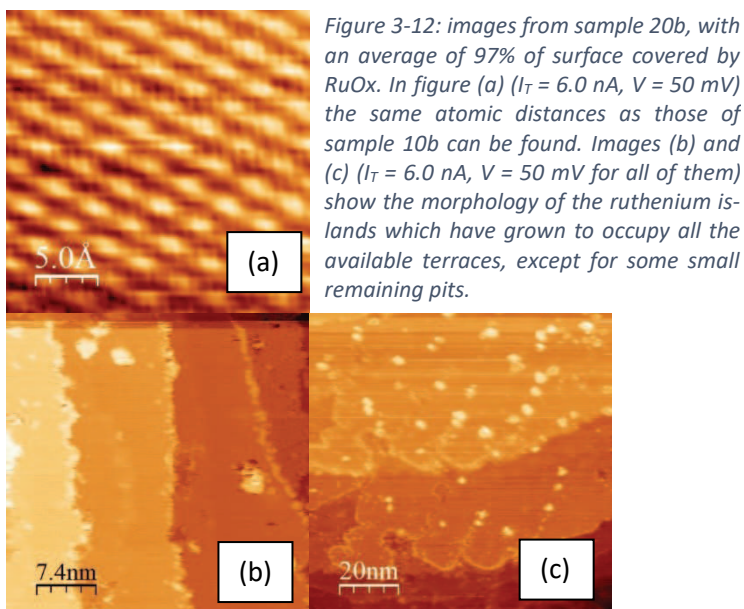 Figure 3-12: images from sample 20b, with
an average of 97% of surface covered by
RuOx. In figure (a) (IT = 6.0 nA, V = 50 mV)
the same atomic distances as those of
sample 10b can be found. Images (b) and
(c) (IT = 6.0 nA, V = 50 mV for all of them)
show the morphology of the ruthenium is-
lands which have grown to occupy all the
available terraces, except for some small
remaining pits.
5.0Å
(a)
7.4nm
(b)
20nm
(c)